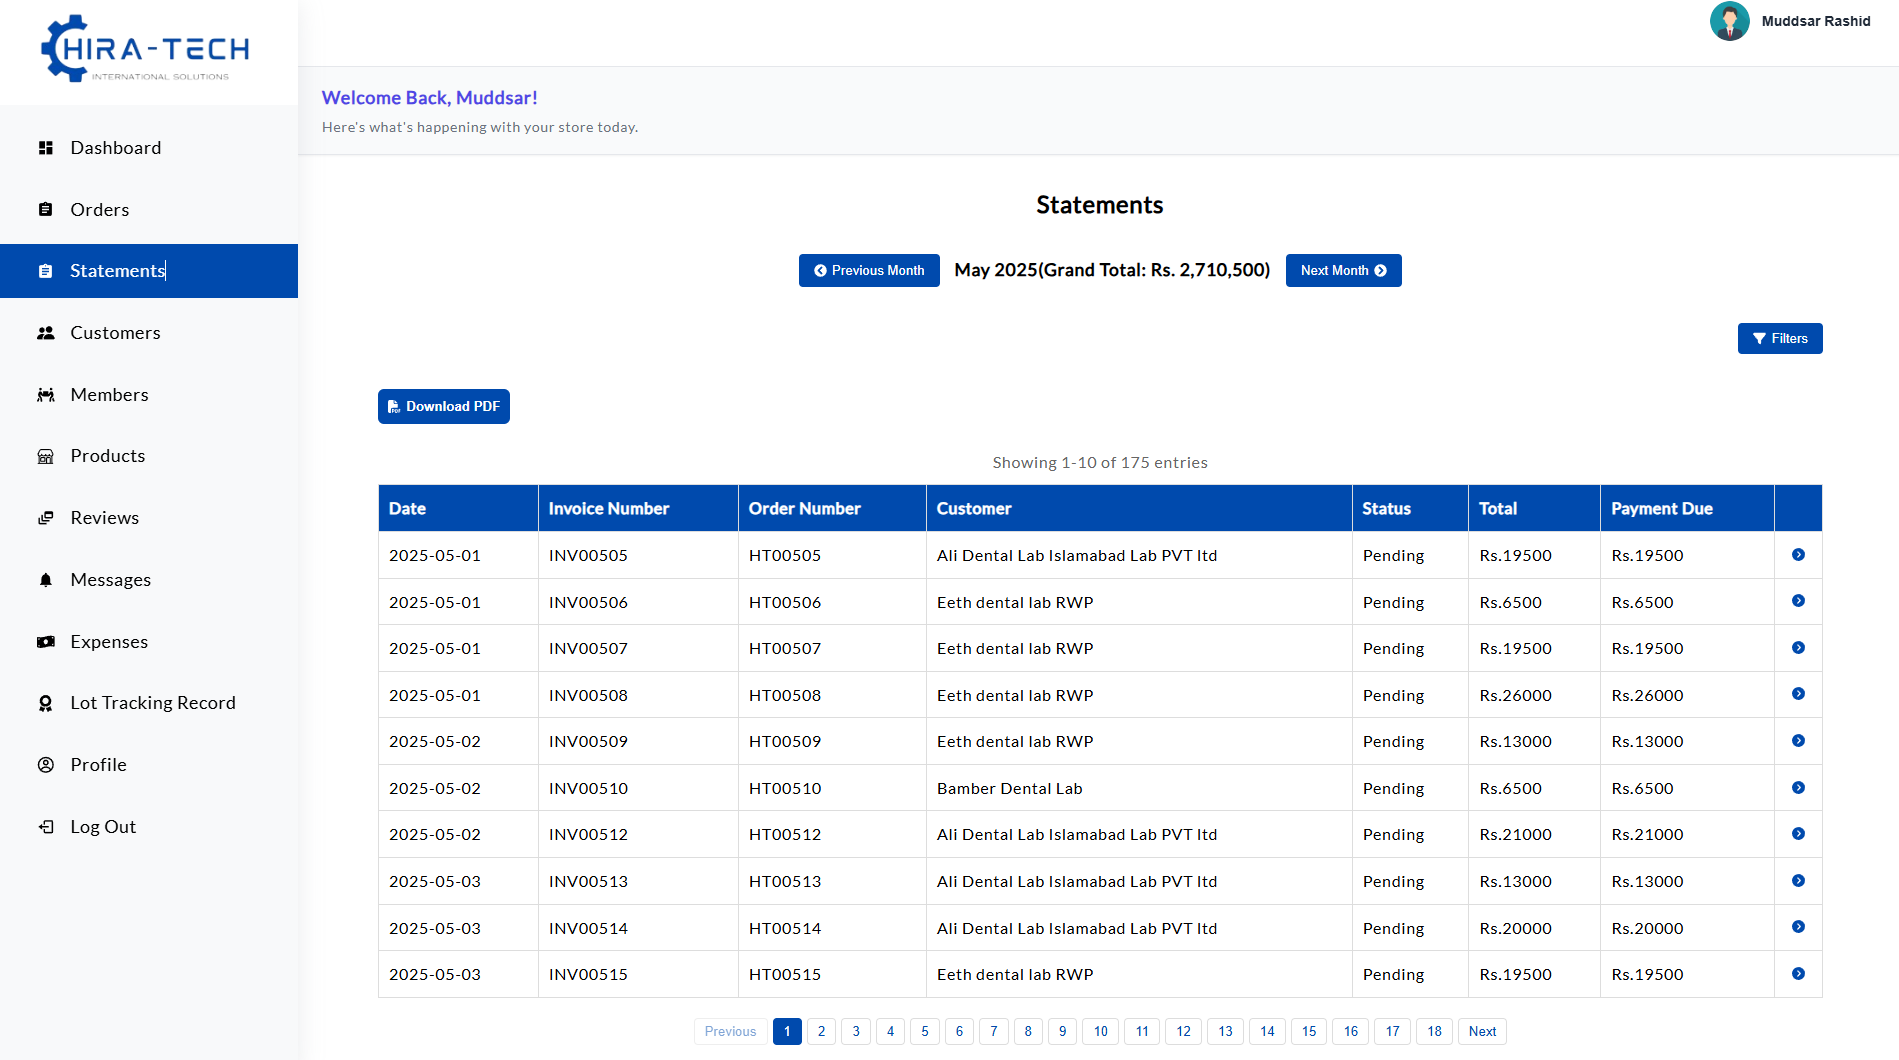 HIRA-TECH
INTERNATIONAL SOLUTIONS
Muddsar Rashid
Welcome Back, Muddsar!
Here's what's happening with your store today.
Dashboard
Orders
Statements
Customers
Members
Products
Reviews
Messages
Expenses
Lot Tracking Record
Profile
Log Out
Statements
Previous Month May 2025(Grand Total: Rs. 2,710,500) Next Month
Filters
Download PDF
Showing 1-10 of 175 entries
Date Invoice Number Order Number Customer Status Total Payment Due
2025-05-01 INV00505 HT00505 Ali Dental Lab Islamabad Lab PVT ltd Pending Rs.19500 Rs.19500
2025-05-01 INV00506 HT00506 Eeth dental lab RWP Pending Rs.6500 Rs.6500
2025-05-01 INV00507 HT00507 Eeth dental lab RWP Pending Rs.19500 Rs.19500
2025-05-01 INV00508 HT00508 Eeth dental lab RWP Pending Rs.26000 Rs.26000
2025-05-02 INV00509 HT00509 Eeth dental lab RWP Pending Rs.13000 Rs.13000
2025-05-02 INV00510 HT00510 Bamber Dental Lab Pending Rs.6500 Rs.6500
2025-05-02 INV00512 HT00512 Ali Dental Lab Islamabad Lab PVT ltd Pending Rs.21000 Rs.21000
2025-05-03 INV00513 HT00513 Ali Dental Lab Islamabad Lab PVT ltd Pending Rs.13000 Rs.13000
2025-05-03 INV00514 HT00514 Ali Dental Lab Islamabad Lab PVT ltd Pending Rs.20000 Rs.20000
2025-05-03 INV00515 HT00515 Eeth dental lab RWP Pending Rs.19500 Rs.19500
Previous 1 2 3 4 5 6 7 8 9 10 11 12 13 14 15 16 17 18 Next